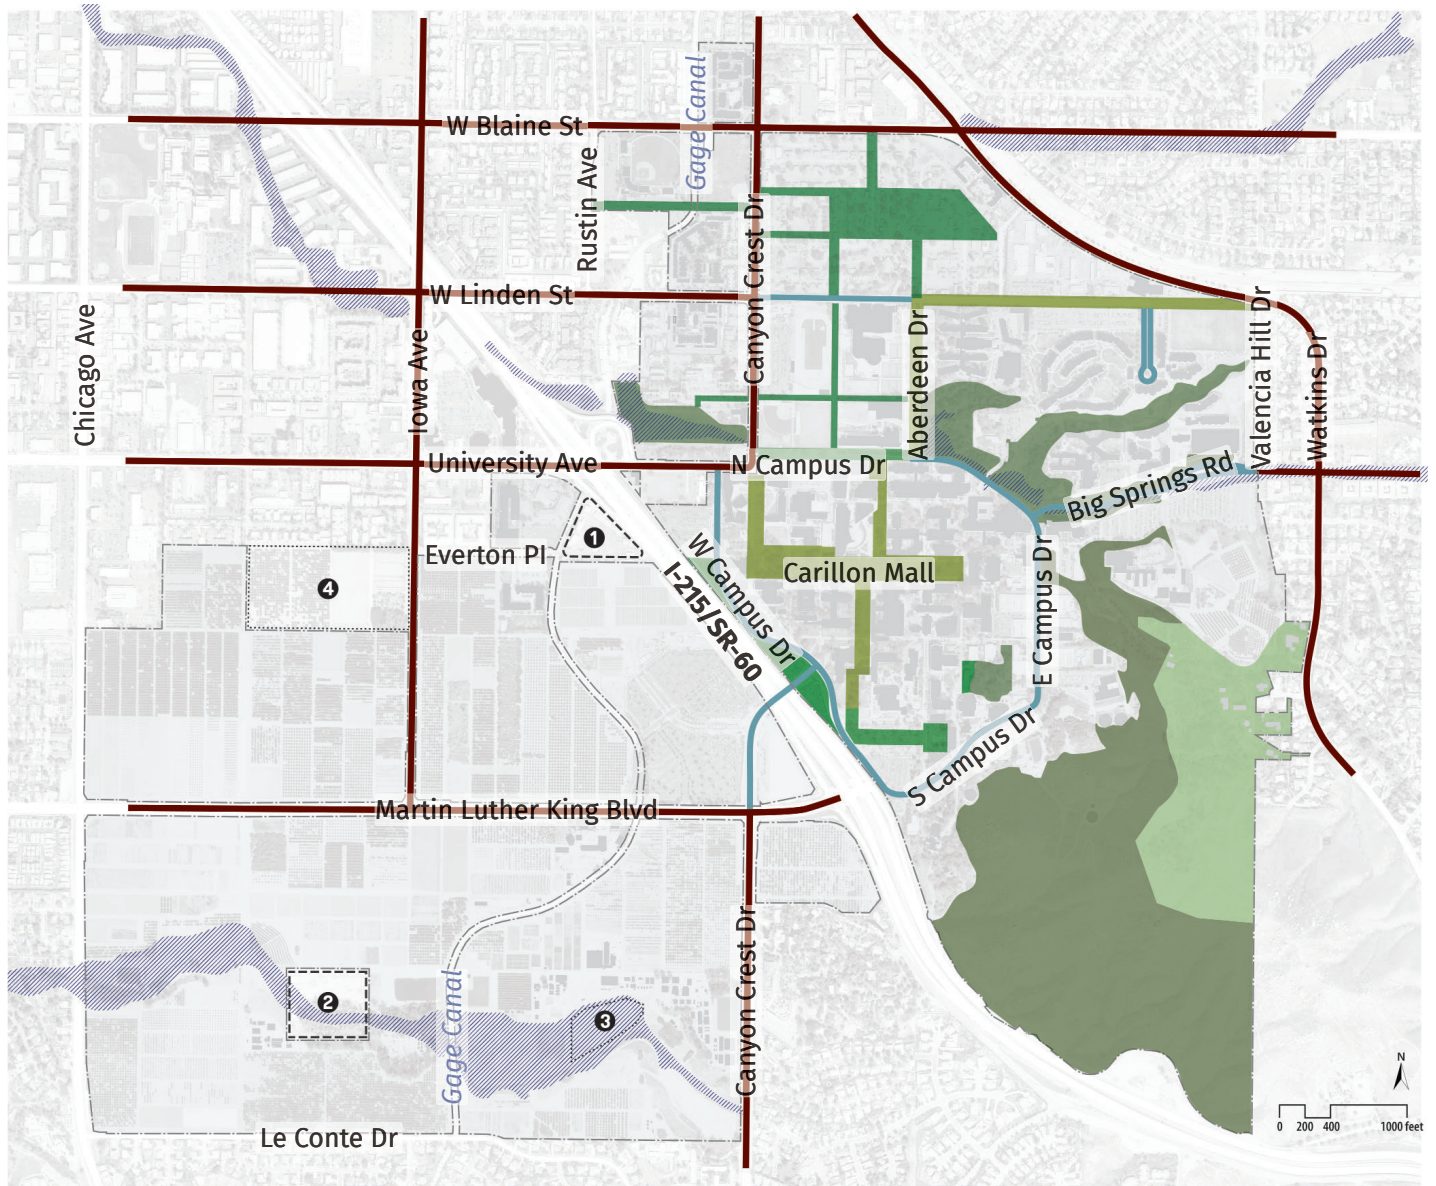 Gage Canal
W Blaine St
Rustin Ave
Canyon Crest Dr
W Linden St
Chicago Ave
Iowa Ave
Aberdeen Dr
Valencia Hill Dr
Watkins Dr
University Ave
N Campus Dr
Big Springs Rd
1
Everton Pl
W Campus Dr
I-215/SR-60
Carillon Mall
E Campus Dr
4
S Campus Dr
Martin Luther King Blvd
Canyon Crest Dr
Gage Canal
2
3
N
0 200 400 1000 feet
Le Conte Dr